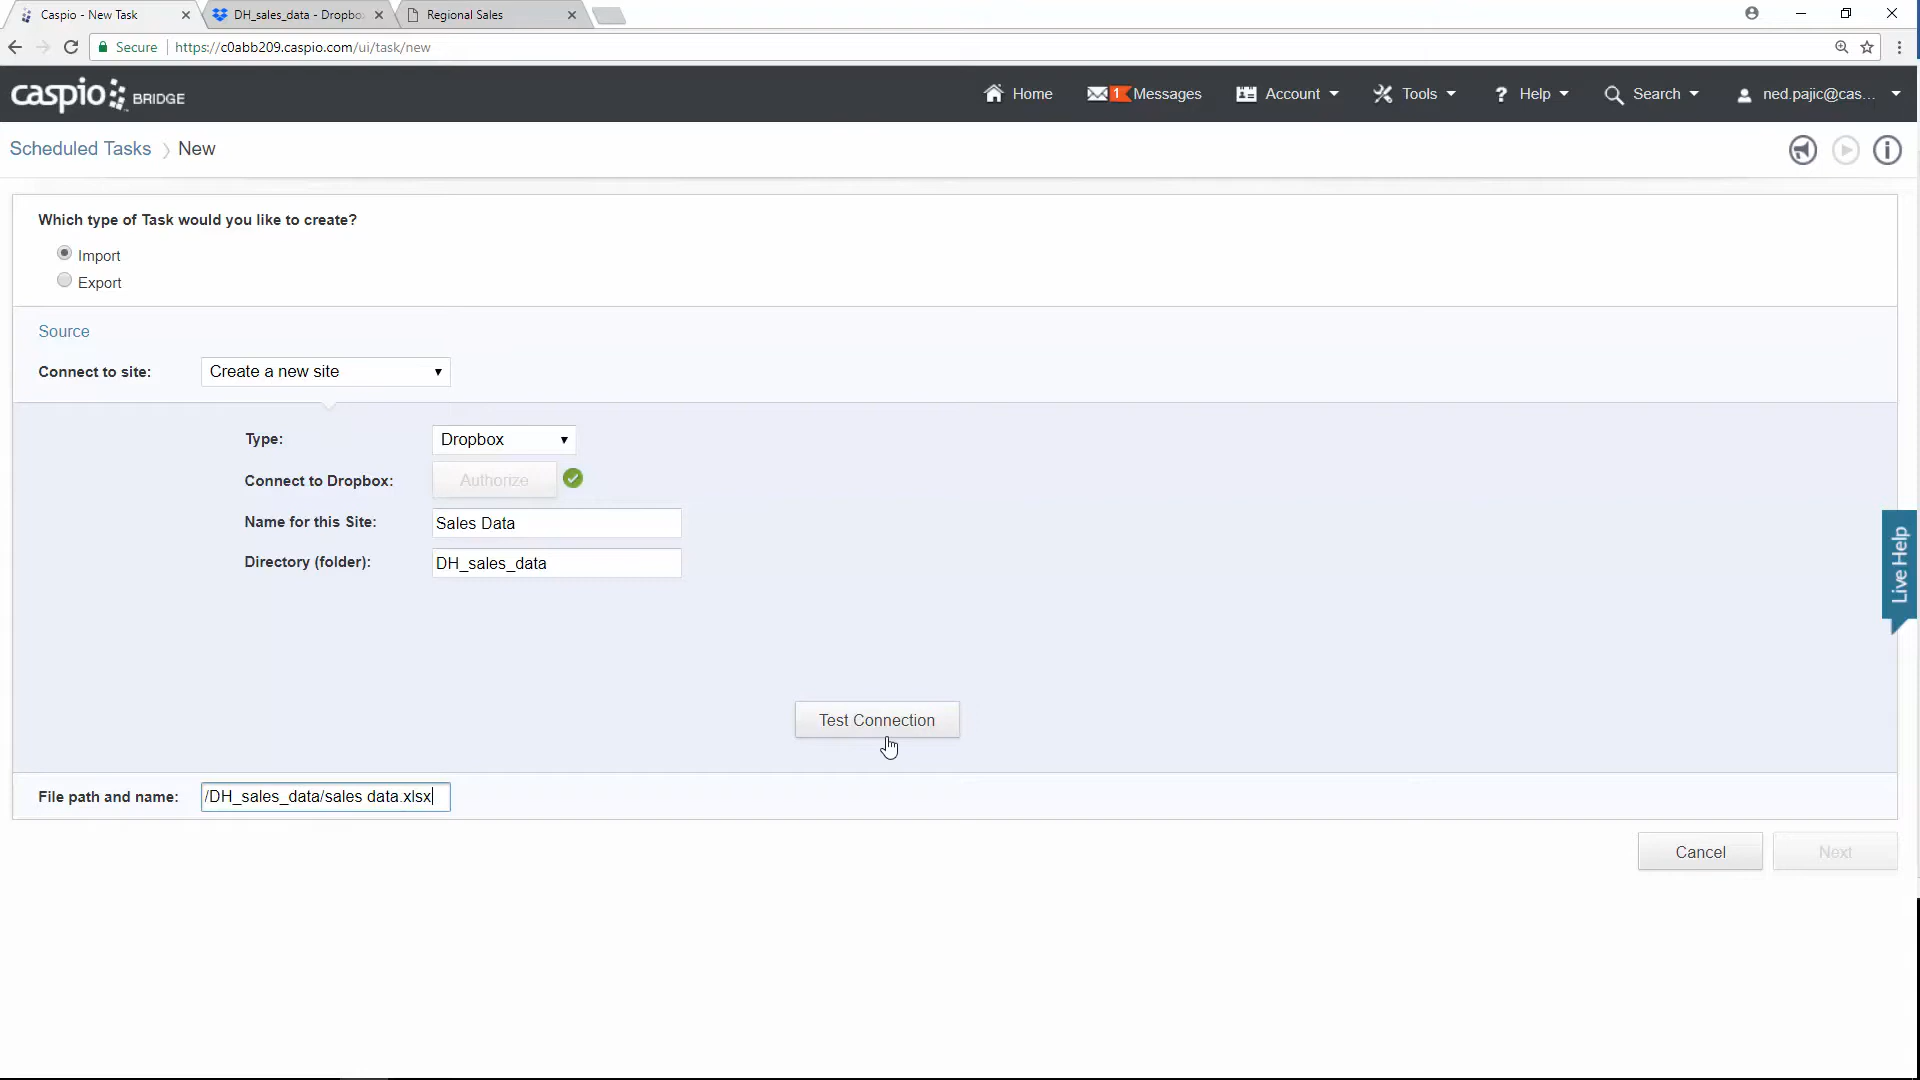 Caspio - New Task
DH_sales_data - Dropbo
Regional Sales
Secure
https://c0abb209.caspio.com/ui/task/new
caspio BRIDGE
Home
1 Messages
Account
Tools
? Help
Search
ned.pajic@cas...
Scheduled Tasks
New
Which type of Task would you like to create?
Import
Export
Source
Connect to site:
Create a new site
Type:
Dropbox
Connect to Dropbox:
Authorize
Name for this Site:
Sales Data
Directory (folder):
DH_sales_data
Live Help
Test Connection
File path and name:
/DH_sales_data/sales data.xlsx
Cancel
Next